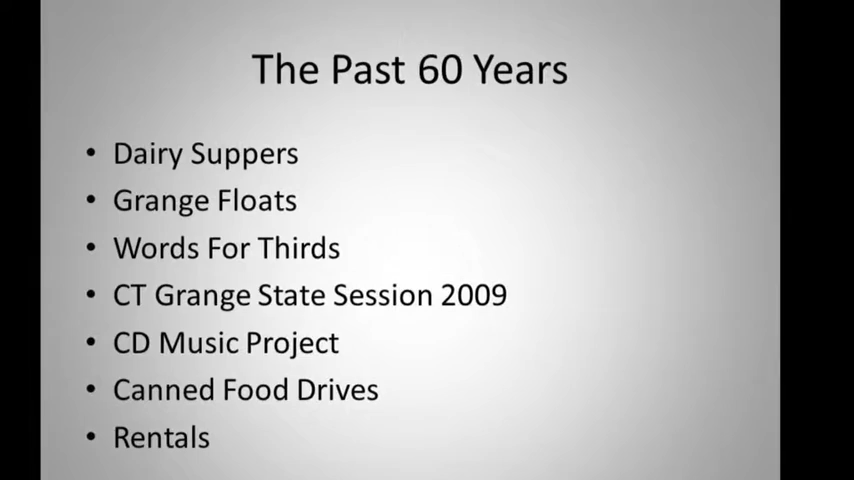 The Past 60 Years
• Dairy Suppers
• Grange Floats
• Words For Thirds
• CT Grange State Session 2009
• CD Music Project
• Canned Food Drives
• Rentals